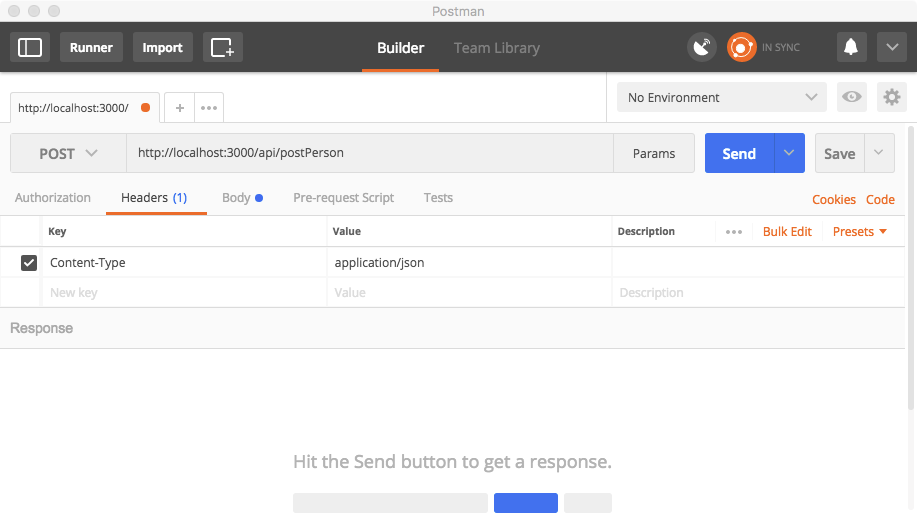 Postman
Runner Import Builder Team Library IN SYNC
http://localhost:3000/ + ••• No Environment
POST http://localhost:3000/api/postPerson Params Send Save
Authorization Headers (1) Body Pre-request Script Tests Cookies Code
Key Value Description ••• Bulk Edit Presets
Content-Type application/json
New key Value Description
Response
Hit the Send button to get a response.